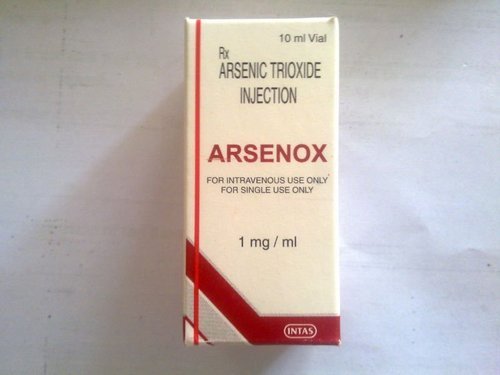 10 ml Vial
Rx
ARSENIC TRIOXIDE
INJECTION
ARSENOX
FOR INTRAVENOUS USE ONLY
FOR SINGLE USE ONLY
1 mg / ml
INTAS